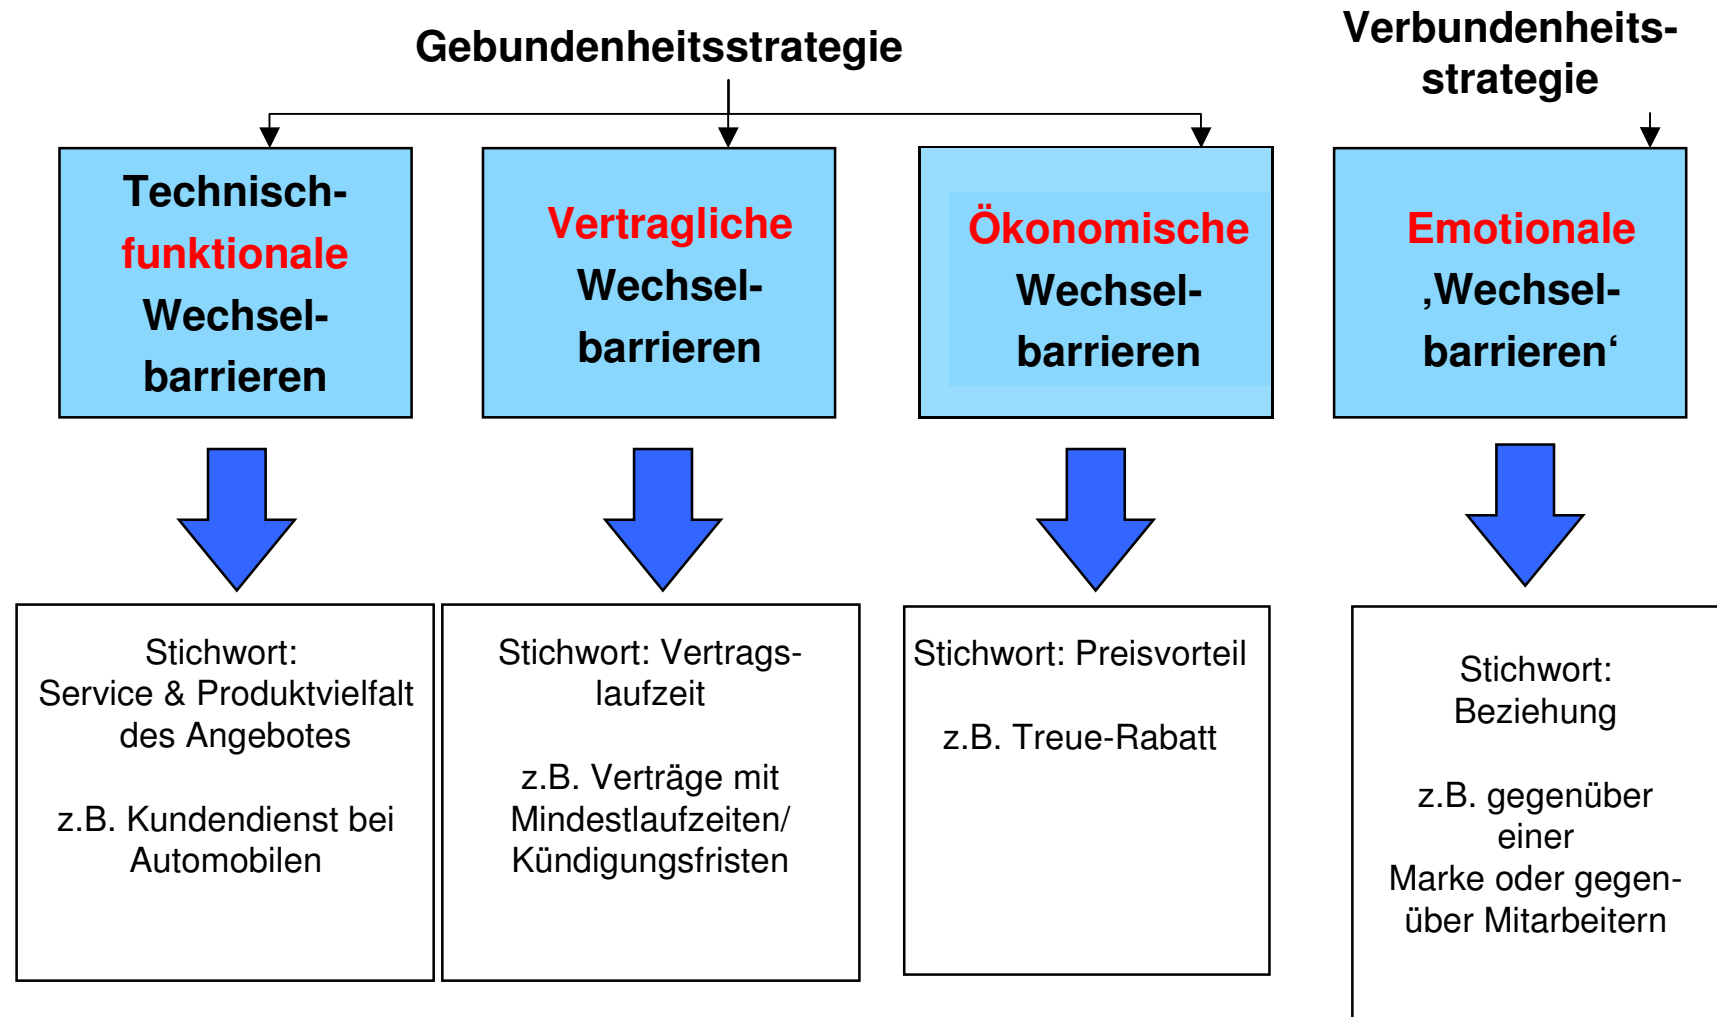 Gebundenheitsstrategie
Verbundenheits-
strategie
Technisch-
funktionale
Wechsel-
barrieren
Vertragliche
Wechsel-
barrieren
Ökonomische
Wechsel-
barrieren
Emotionale
‚Wechsel-
barrieren‘
Stichwort:
Service & Produktvielfalt
des Angebotes
z.B. Kundendienst bei
Automobilen
Stichwort: Vertrags-
laufzeit
z.B. Verträge mit
Mindestlaufzeiten/
Kündigungsfristen
Stichwort: Preisvorteil
z.B. Treue-Rabatt
Stichwort:
Beziehung
z.B. gegenüber
einer
Marke oder gegen-
über Mitarbeitern